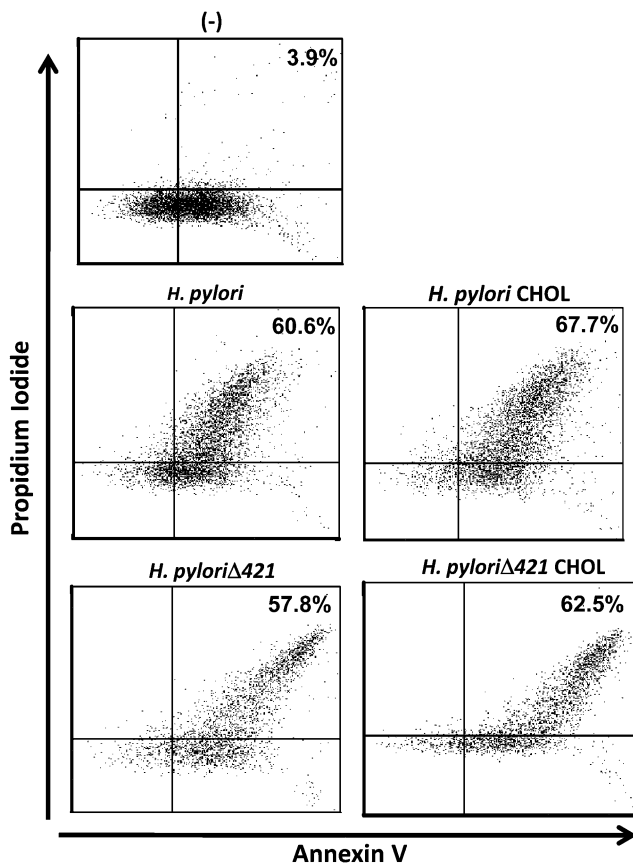 (-)
3.9%
H. pylori
60.6%
H. pylori CHOL
67.7%
H. pyloriΔ421
57.8%
H. pyloriΔ421 CHOL
62.5%
Propidium Iodide
Annexin V